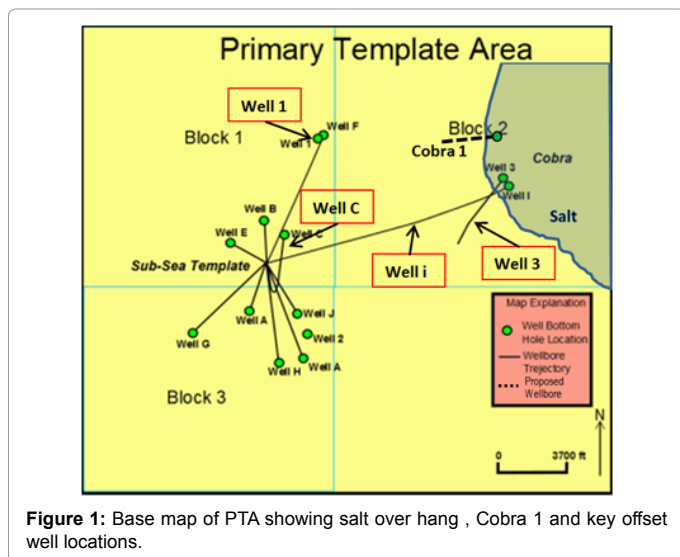 Primary Template Area
Well 1
Well F
Well 1
Block 1
Block 2
Cobra 1
Cobra
Well 3
Well I
Salt
Well B
Well C
Well E
Well C
Sub-Sea Template
Well i
Well 3
Well A
Well J
Well G
Well 2
Well H
Well A
Block 3
Map Explanation
Well Bottom
Hole Location
Wellbore
Trajectory
Proposed
Wellbore
N
0
3700 ft
Figure 1: Base map of PTA showing salt over hang , Cobra 1 and key offset
well locations.